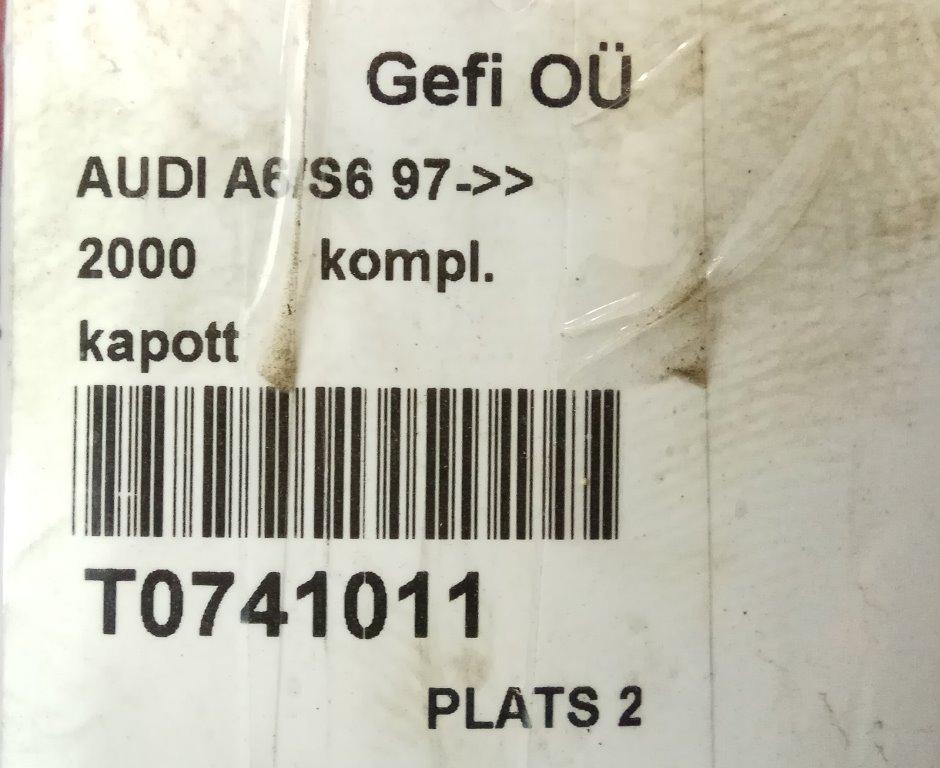 Gefi OÜ
AUDI A6/S6 97->>
2000 kompl.
kapott
T0741011
PLATS 2